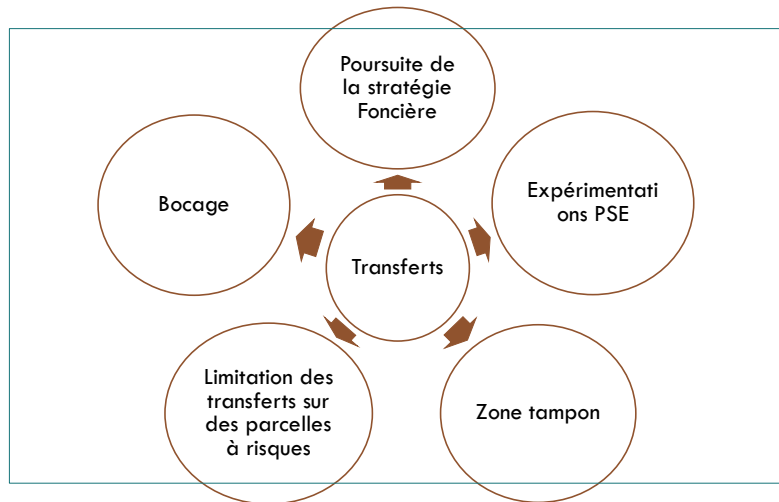 Poursuite de
la stratégie
Foncière
Bocage
Expérimentati
ons PSE
Transferts
Limitation des
transferts sur
des parcelles
à risques
Zone tampon